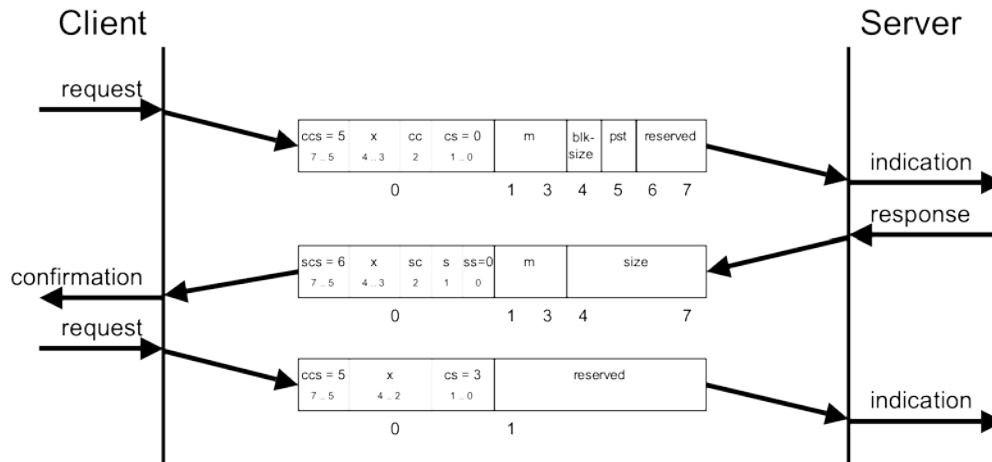 Client Server
request
ccs = 5 x cc cs = 0 m blk-size pst reserved
7 .. 5 4 .. 3 2 1 .. 0
0 1 3 4 5 6 7
indication
response
scs = 6 x sc s ss=0 m size
7 .. 5 4 .. 3 2 1 0
confirmation
0 1 3 4 7
request
ccs = 5 x cs = 3 reserved
7 .. 5 4 .. 2 1 .. 0
indication
0 1